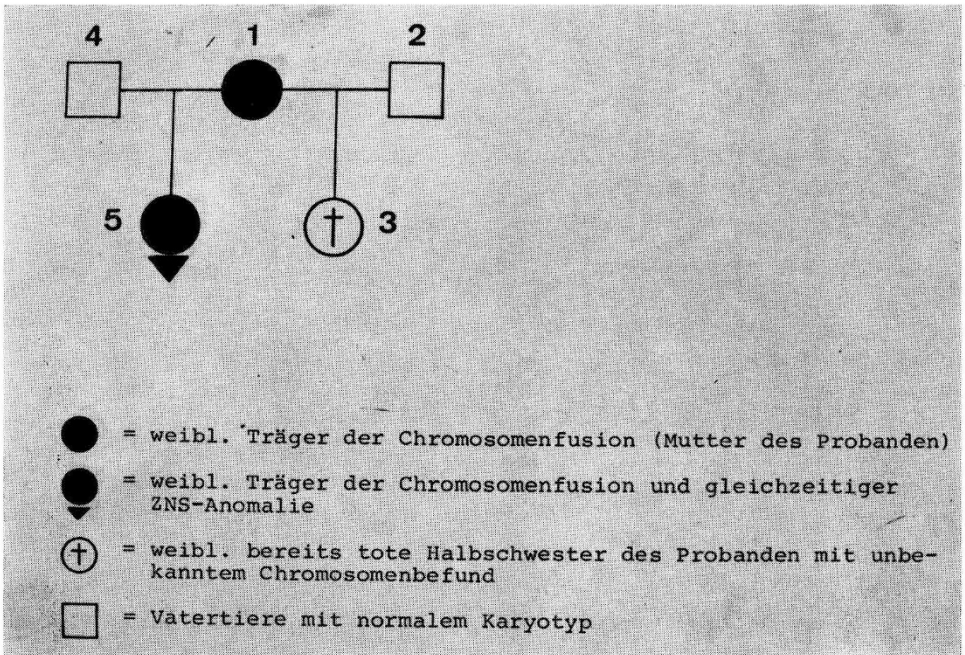 4 1 2
5 3
= weibl. Träger der Chromosomenfusion (Mutter des Probanden)
= weibl. Träger der Chromosomenfusion und gleichzeitiger
ZNS-Anomalie
= weibl. bereits tote Halbschwester des Probanden mit unbe-
kanntem Chromosomenbefund
= Vatertiere mit normalem Karyotyp